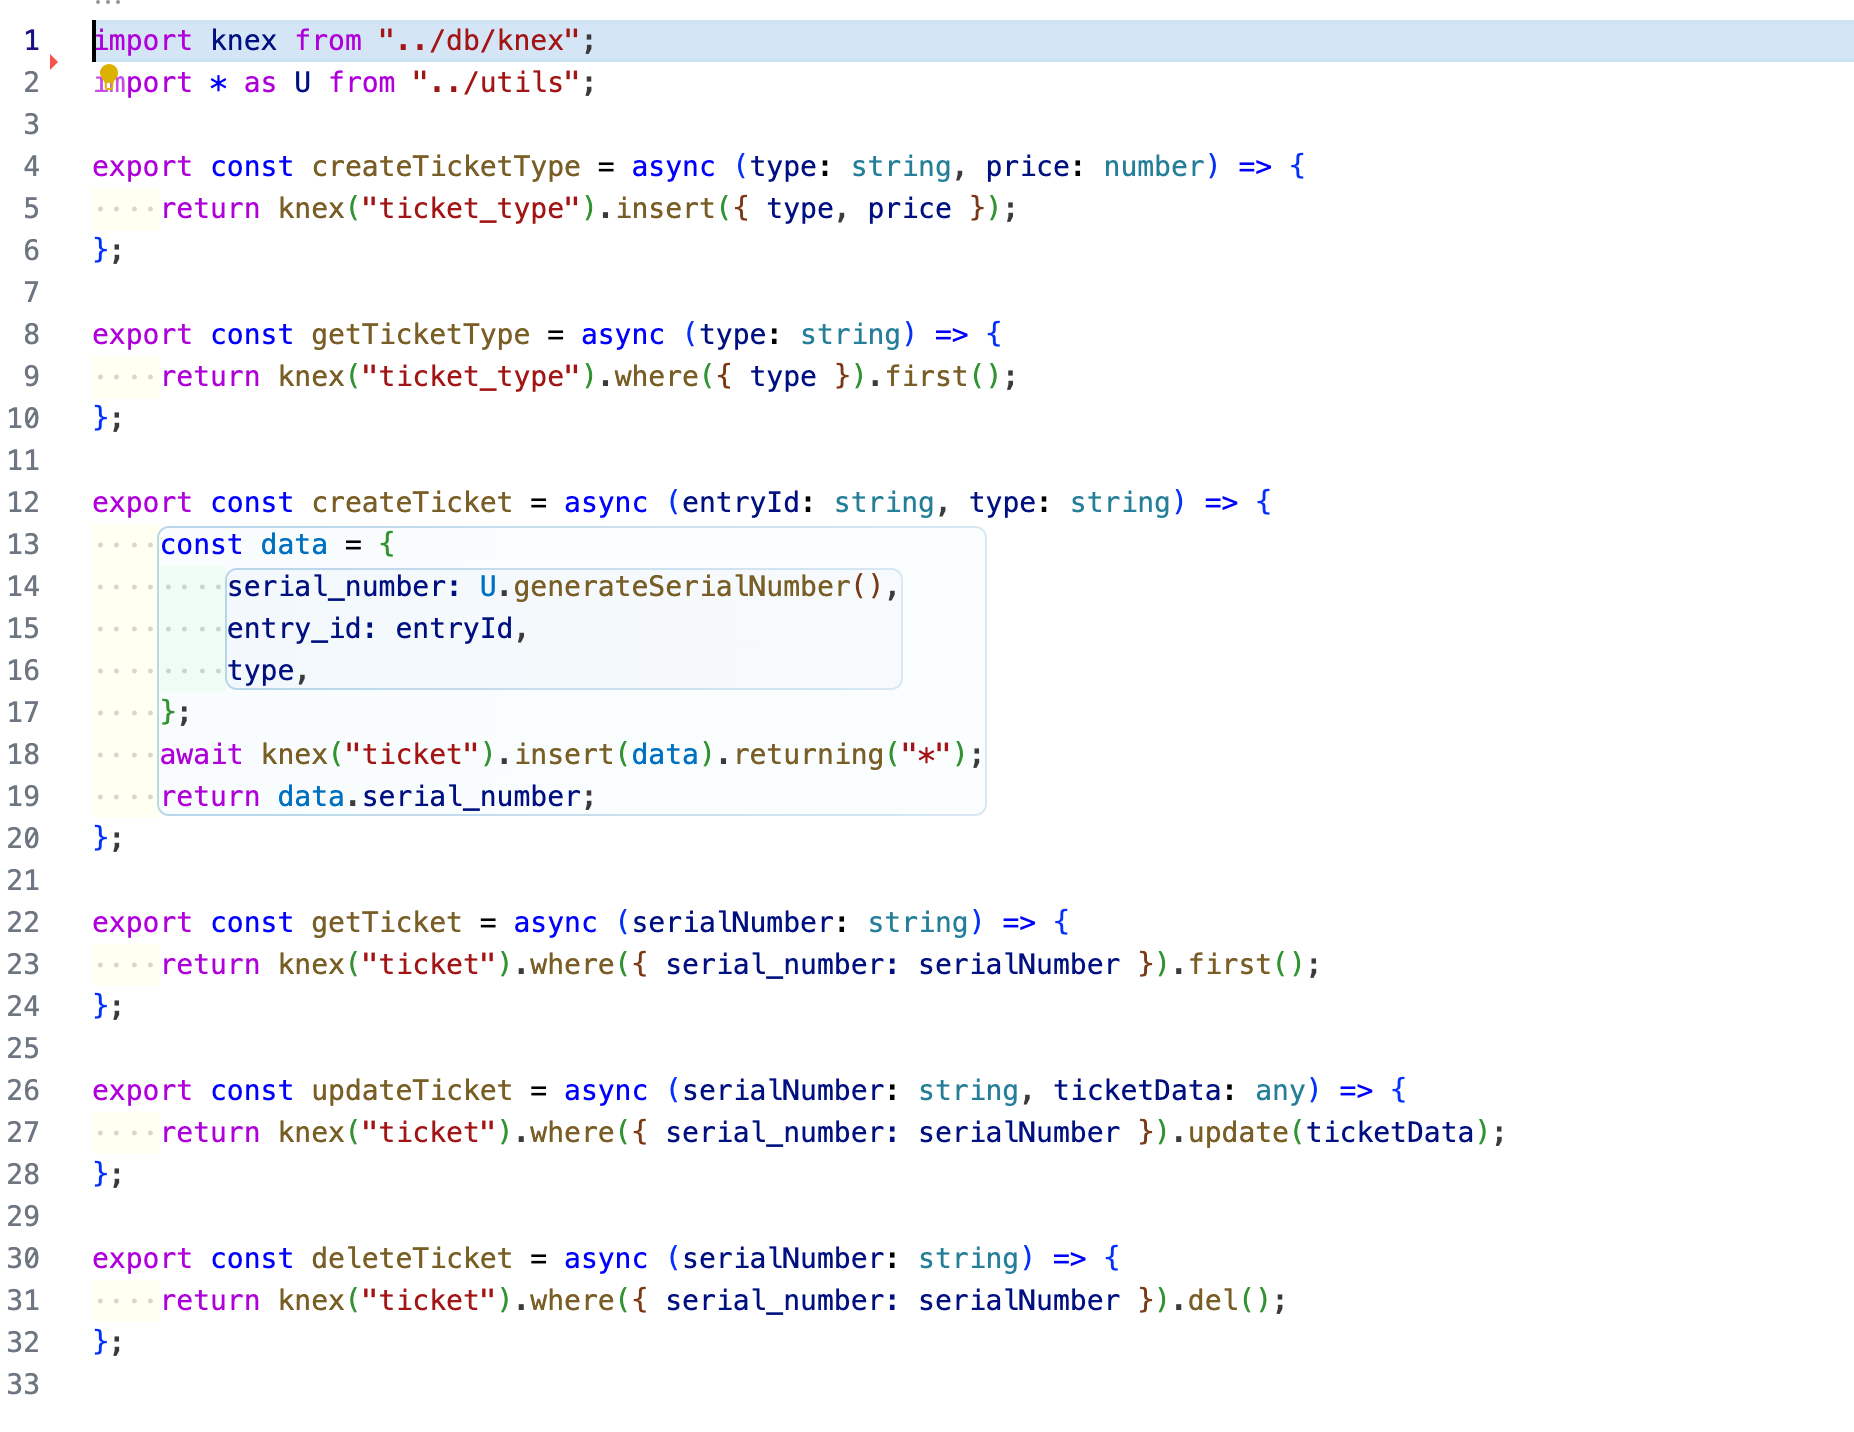 1 import knex from "../db/knex";
2 import * as U from "../utils";
3
4 export const createTicketType = async (type: string, price: number) => {
5 ····return knex("ticket_type").insert({ type, price });
6 };
7
8 export const getTicketType = async (type: string) => {
9 ····return knex("ticket_type").where({ type }).first();
10 };
11
12 export const createTicket = async (entryId: string, type: string) => {
13 ····const data = {
14 ········serial_number: U.generateSerialNumber(),
15 ········entry_id: entryId,
16 ········type,
17 ····};
18 ····await knex("ticket").insert(data).returning("*");
19 ····return data.serial_number;
20 };
21
22 export const getTicket = async (serialNumber: string) => {
23 ····return knex("ticket").where({ serial_number: serialNumber }).first();
24 };
25
26 export const updateTicket = async (serialNumber: string, ticketData: any) => {
27 ····return knex("ticket").where({ serial_number: serialNumber }).update(ticketData);
28 };
29
30 export const deleteTicket = async (serialNumber: string) => {
31 ····return knex("ticket").where({ serial_number: serialNumber }).del();
32 };
33